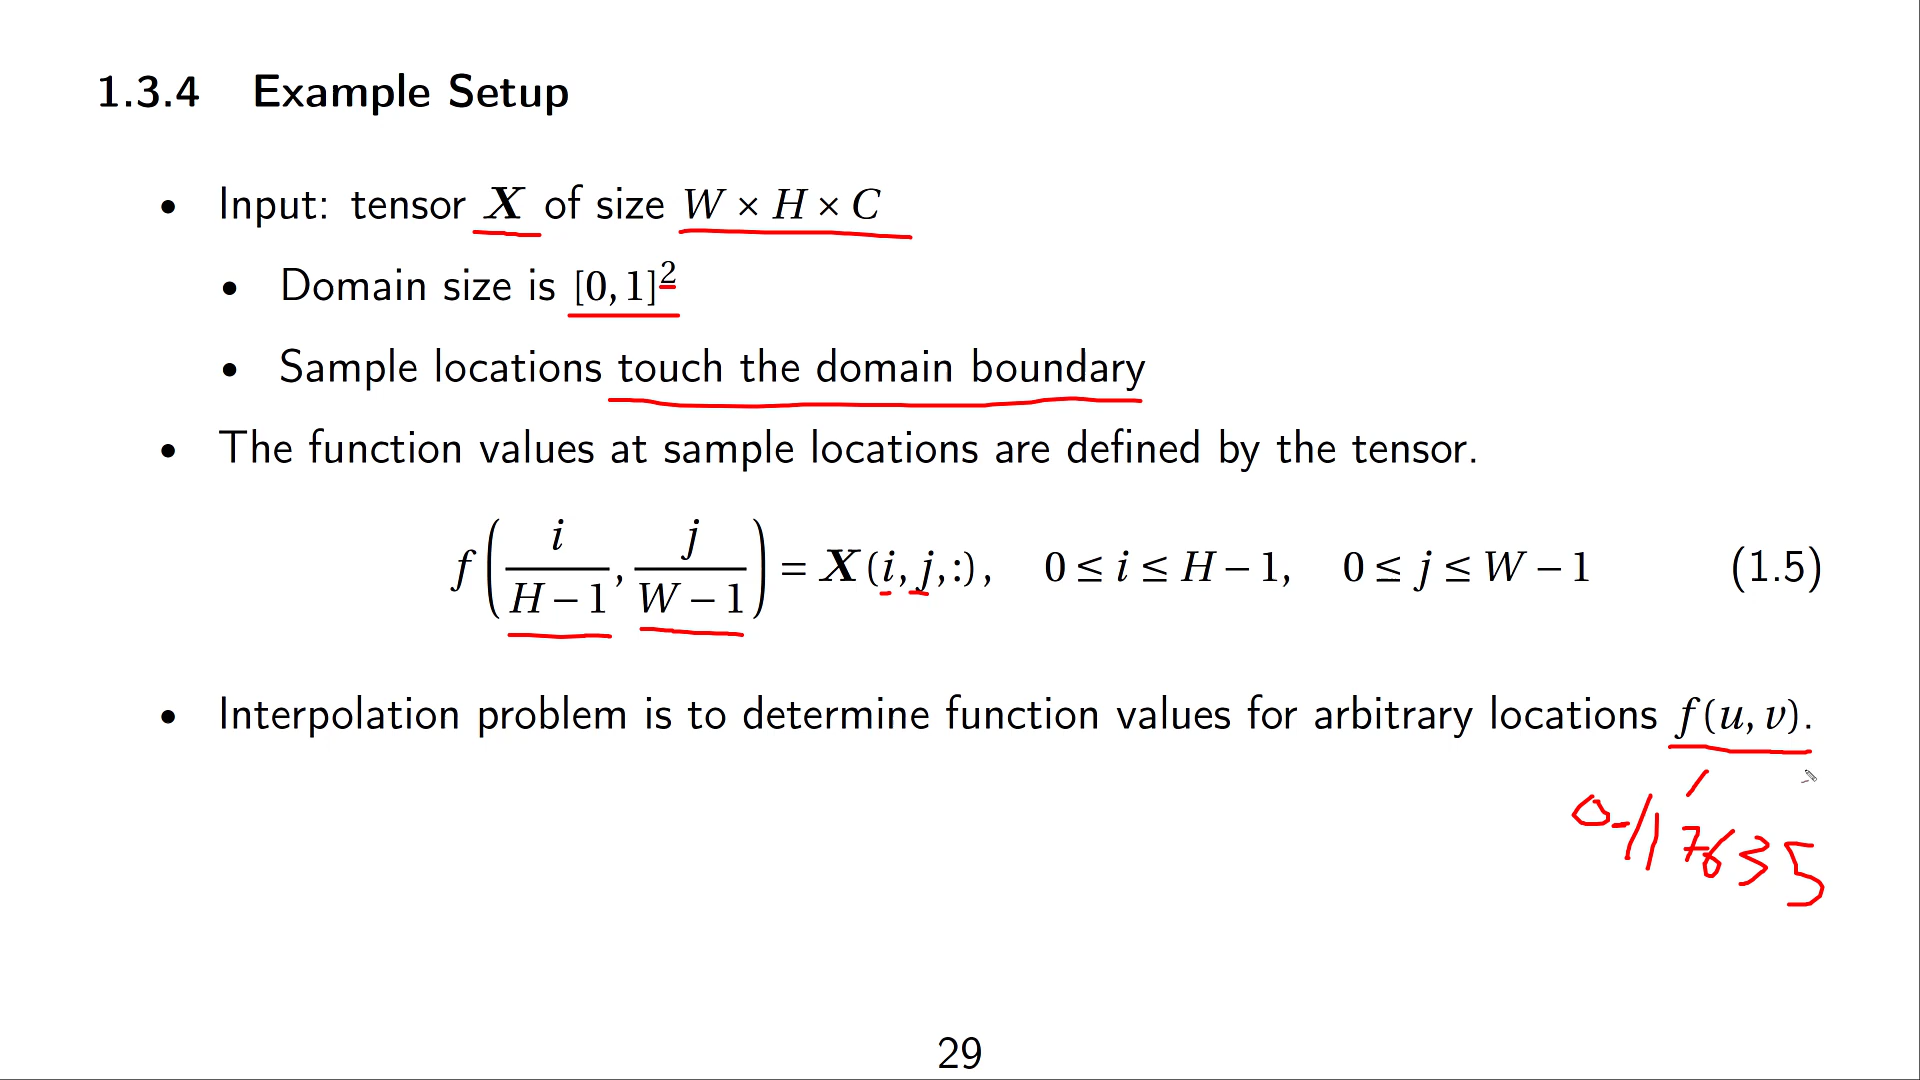 1.3.4 Example Setup
• Input: tensor X of size W × H × C
• Domain size is [0, 1]²
• Sample locations touch the domain boundary
• The function values at sample locations are defined by the tensor.
f(i/(H−1), j/(W−1)) = X(i, j, :), 0 ≤ i ≤ H−1, 0 ≤ j ≤ W−1 (1.5)
• Interpolation problem is to determine function values for arbitrary locations f(u, v).
0.117635
29